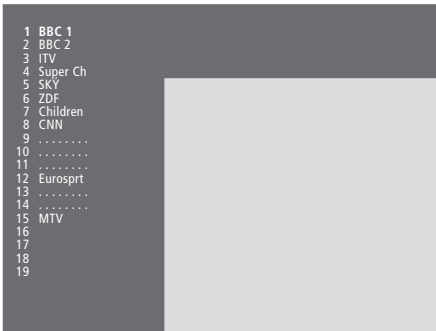 1 BBC 1
2 BBC 2
3 ITV
4 Super Ch
5 SKY
6 ZDF
7 Children
8 CNN
9 . . . . . . . .
10 . . . . . . . .
11 . . . . . . . .
12 Eurosprt
13 . . . . . . . .
14 . . . . . . . .
15 MTV
16
17
18
19